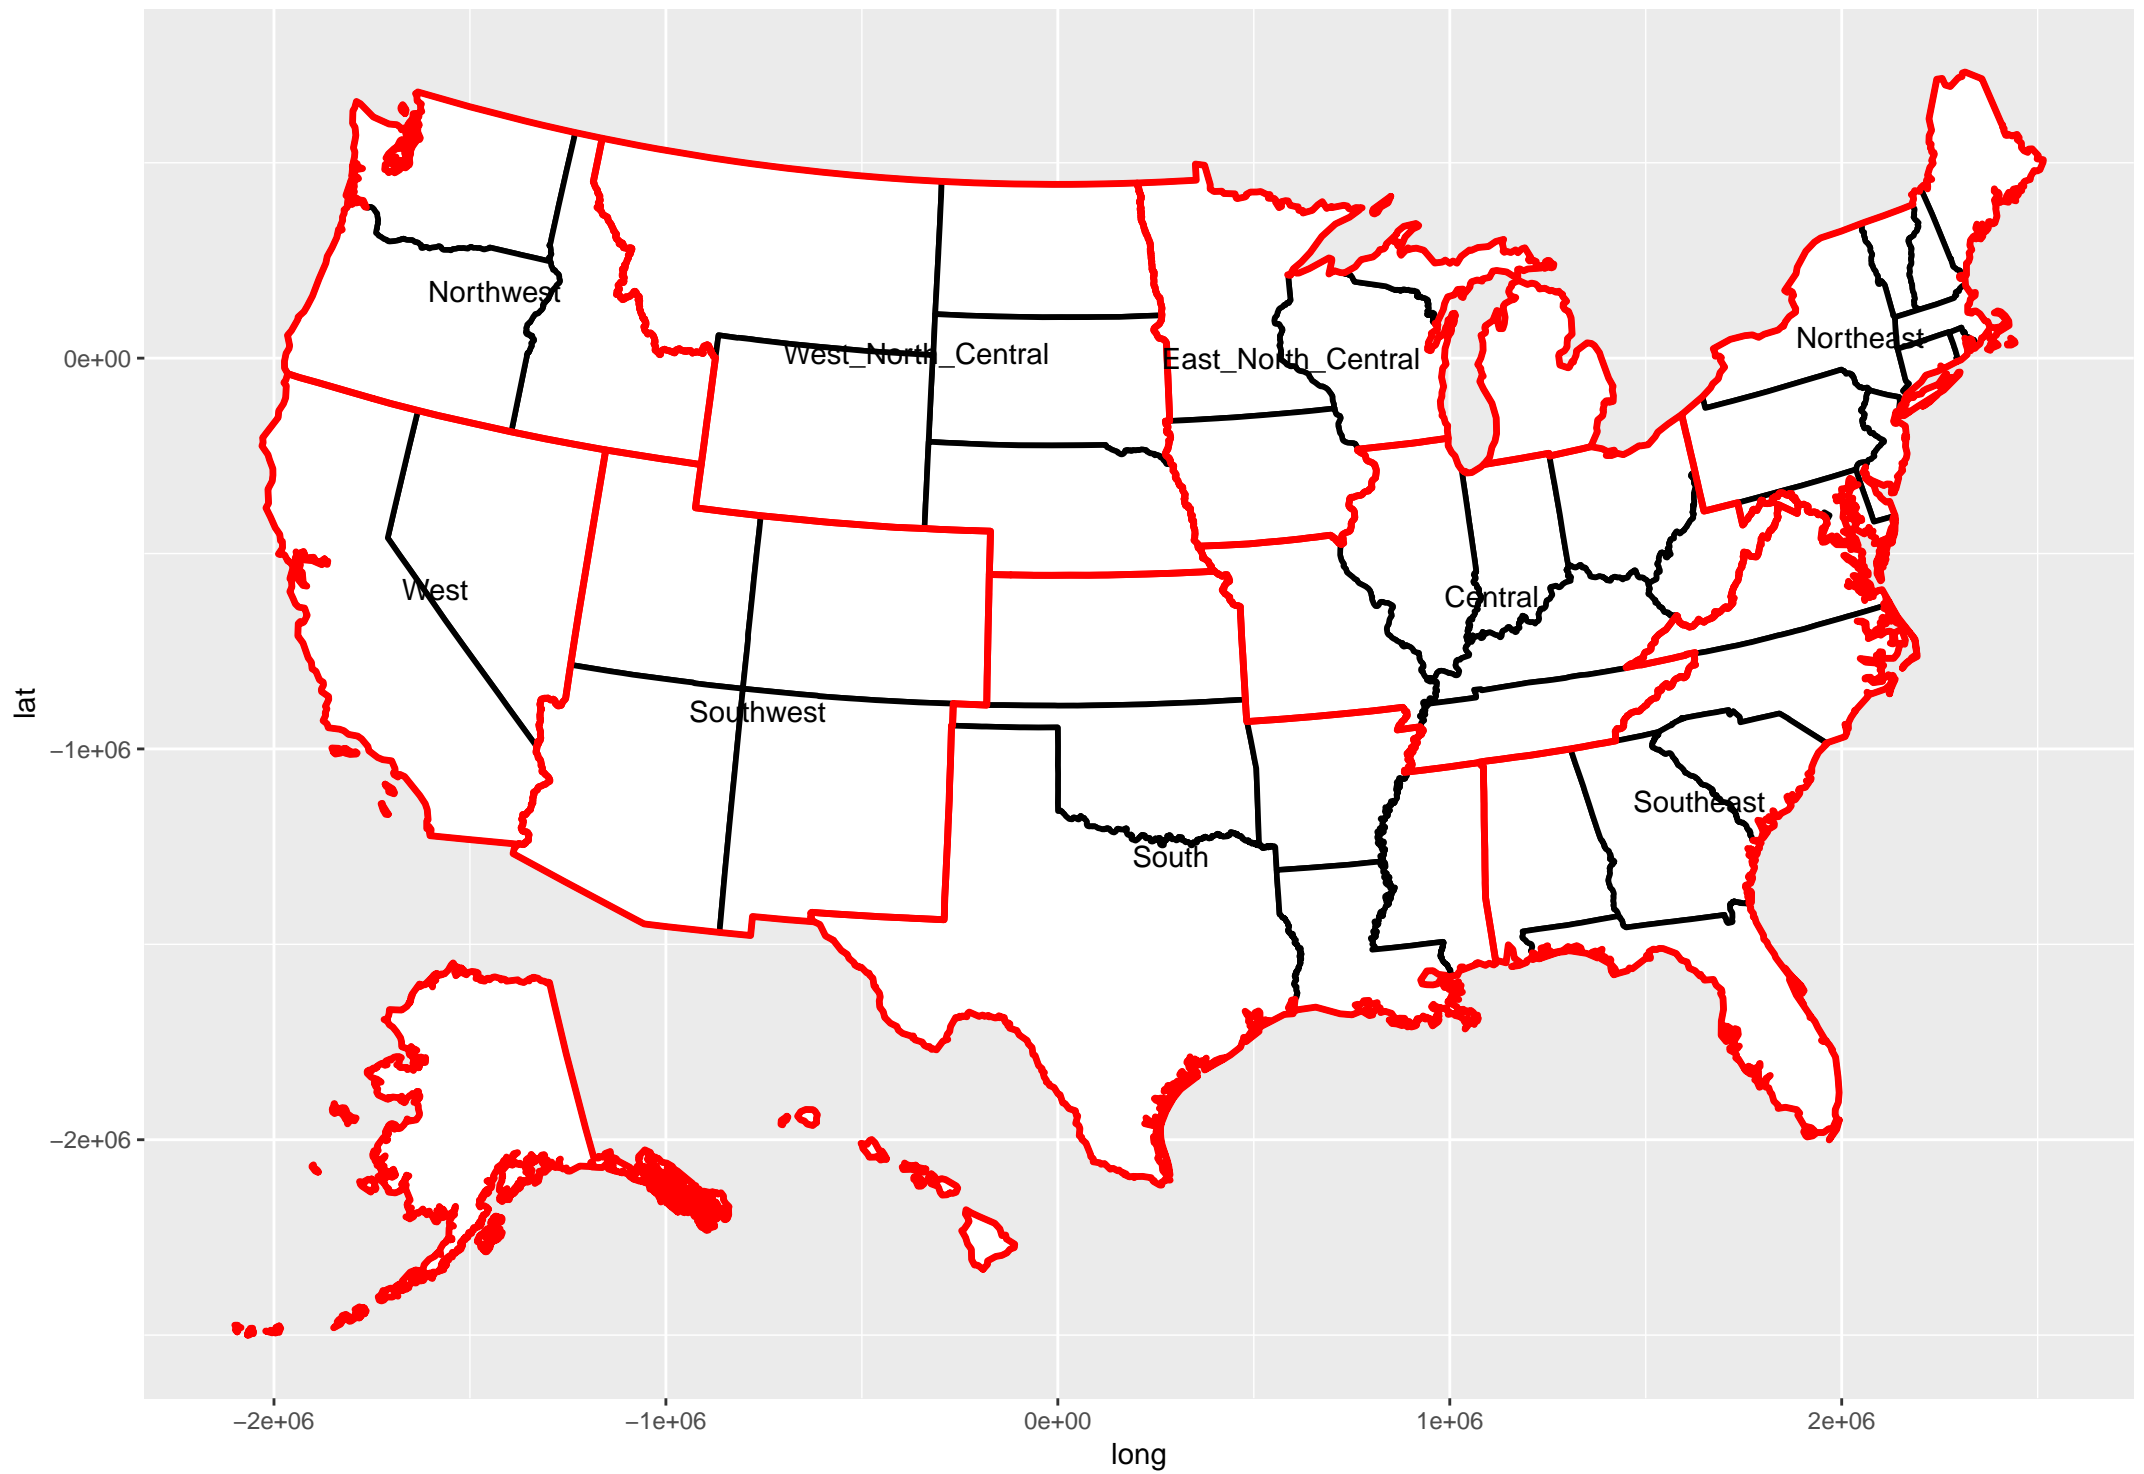 Northwest
Northeast
West_North_Central
East_North_Central
0e+00
West
Central
lat
Southwest
−1e+06
Southeast
South
−2e+06
−2e+06
−1e+06
0e+00
1e+06
2e+06
long